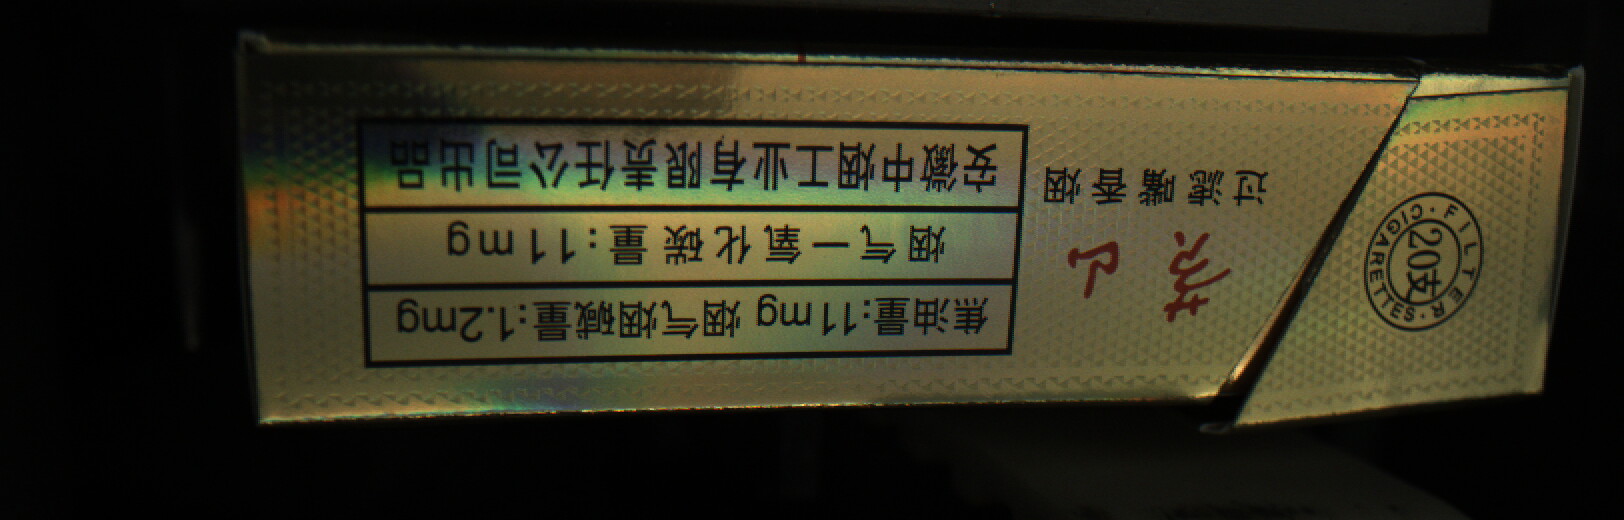 FILTER · CIGARETTES ·
20支
黄山
过滤嘴香烟
焦油量:11mg 烟气烟碱量:1.2mg
烟气一氧化碳量:11mg
安徽中烟工业有限责任公司出品